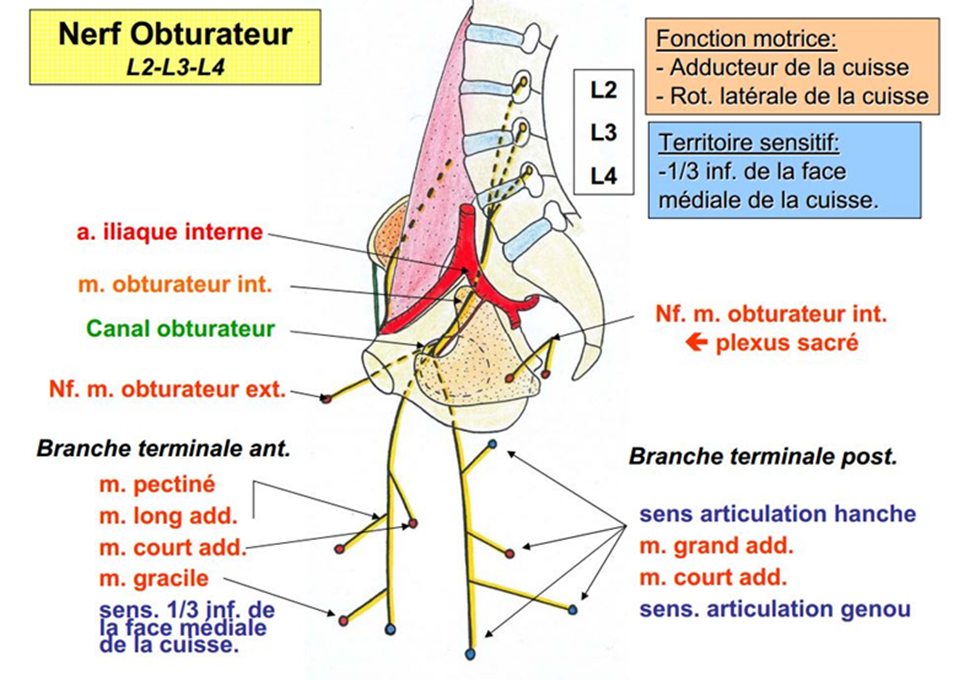 Nerf Obturateur
L2-L3-L4
Fonction motrice:
- Adducteur de la cuisse
- Rot. latérale de la cuisse
L2
L3
L4
Territoire sensitif:
-1/3 inf. de la face
médiale de la cuisse.
a. iliaque interne
m. obturateur int.
Canal obturateur
Nf. m. obturateur ext.
Nf. m. obturateur int.
🡸 plexus sacré
Branche terminale ant.
m. pectiné
m. long add.
m. court add.
m. gracile
sens. 1/3 inf. de
la face médiale
de la cuisse.
Branche terminale post.
sens articulation hanche
m. grand add.
m. court add.
sens. articulation genou